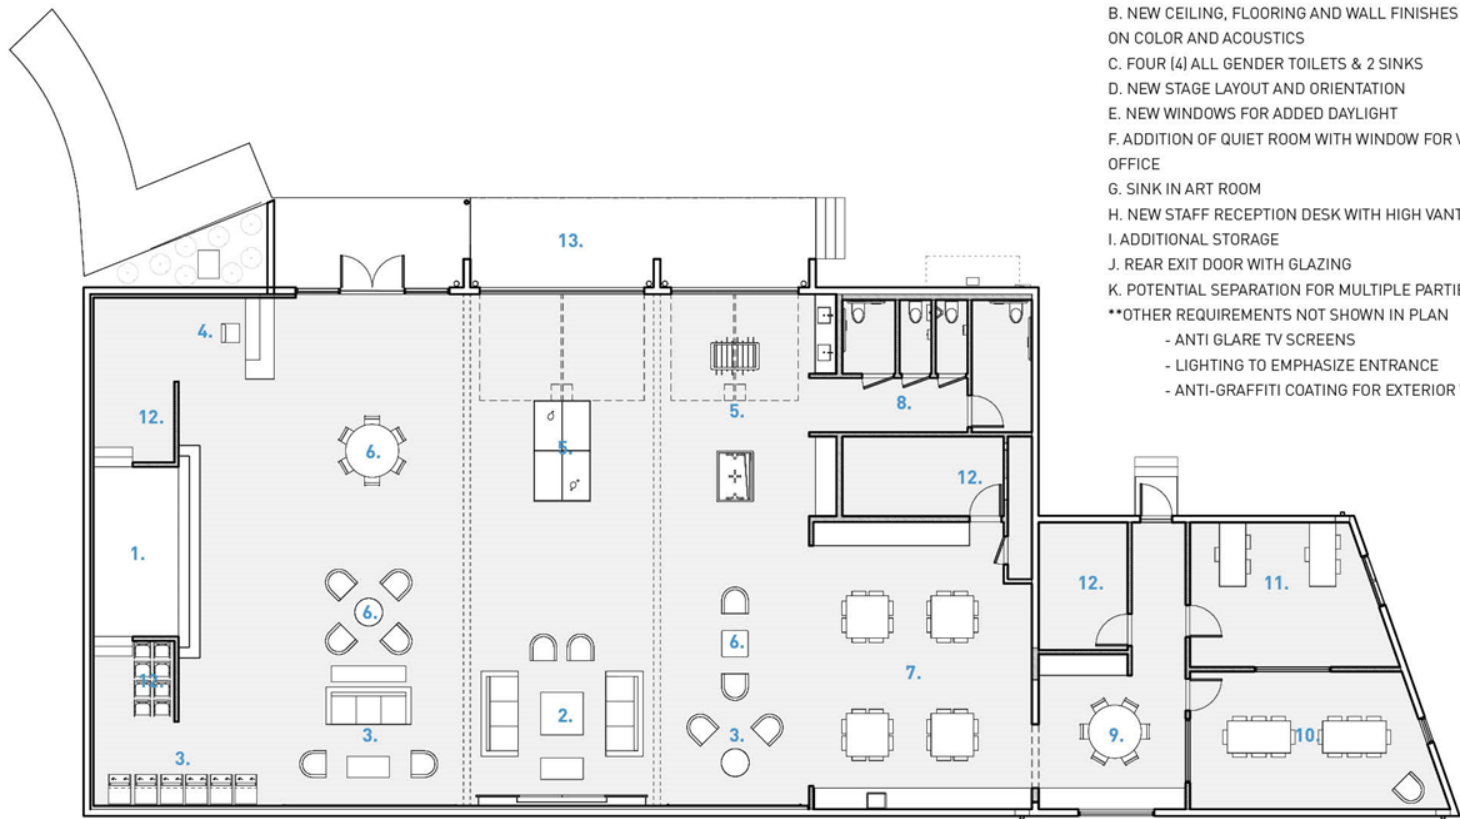 B. NEW CEILING, FLOORING AND WALL FINISHES
ON COLOR AND ACOUSTICS
C. FOUR (4) ALL GENDER TOILETS & 2 SINKS
D. NEW STAGE LAYOUT AND ORIENTATION
E. NEW WINDOWS FOR ADDED DAYLIGHT
F. ADDITION OF QUIET ROOM WITH WINDOW FOR
OFFICE
G. SINK IN ART ROOM
H. NEW STAFF RECEPTION DESK WITH HIGH
I. ADDITIONAL STORAGE
J. REAR EXIT DOOR WITH GLAZING
K. POTENTIAL SEPARATION FOR MULTIPLE
**OTHER REQUIREMENTS NOT SHOWN IN PLAN
- ANTI GLARE TV SCREENS
- LIGHTING TO EMPHASIZE ENTRANCE
- ANTI-GRAFFITI COATING FOR EXTERIOR
13.
4.
12.
5.
8.
6.
5.
12.
1.
12.
11.
6.
6.
7.
12.
2.
3.
3.
3.
9.
10.